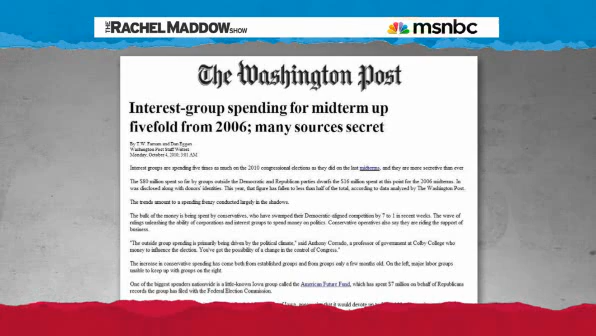 THE RACHEL MADDOW SHOW
msnbc
The Washington Post
Interest-group spending for midterm up
fivefold from 2006; many sources secret
By T.W. Farnam and Dan Eggen
Washington Post Staff Writers
Monday, October 4, 2010; 1:01 AM
Interest groups are spending five times as much on the 2010 congressional elections as they did on the last midterms, and they are more secretive than ever
The $80 million spent so far by groups outside the Democratic and Republican parties dwarfs the $16 million spent at this point for the 2006 midterms. In
was disclosed along with donors' identities. This year, that figure has fallen to less than half of the total, according to data analyzed by The Washington Post.
The trends amount to a spending frenzy conducted largely in the shadows.
The bulk of the money is being spent by conservatives, who have swamped their Democratic-aligned competition by 7 to 1 in recent weeks. The wave of
rulings unleashing the ability of corporations and interest groups to spend money on politics. Conservative operatives also say they are riding the support of
business.
"The outside group spending is primarily being driven by the political climate," said Anthony Corrado, a professor of government at Colby College who
money to influence the election. You've got the possibility of a change in the control of Congress."
The increase in conservative spending has come both from established groups and from groups only a few months old. On the left, major labor groups
unable to keep up with groups on the right.
One of the biggest spenders nationwide is a little-known Iowa group called the American Future Fund, which has spent $7 million on behalf of Republicans
records the group has filed with the Federal Election Commission.
that it would devote